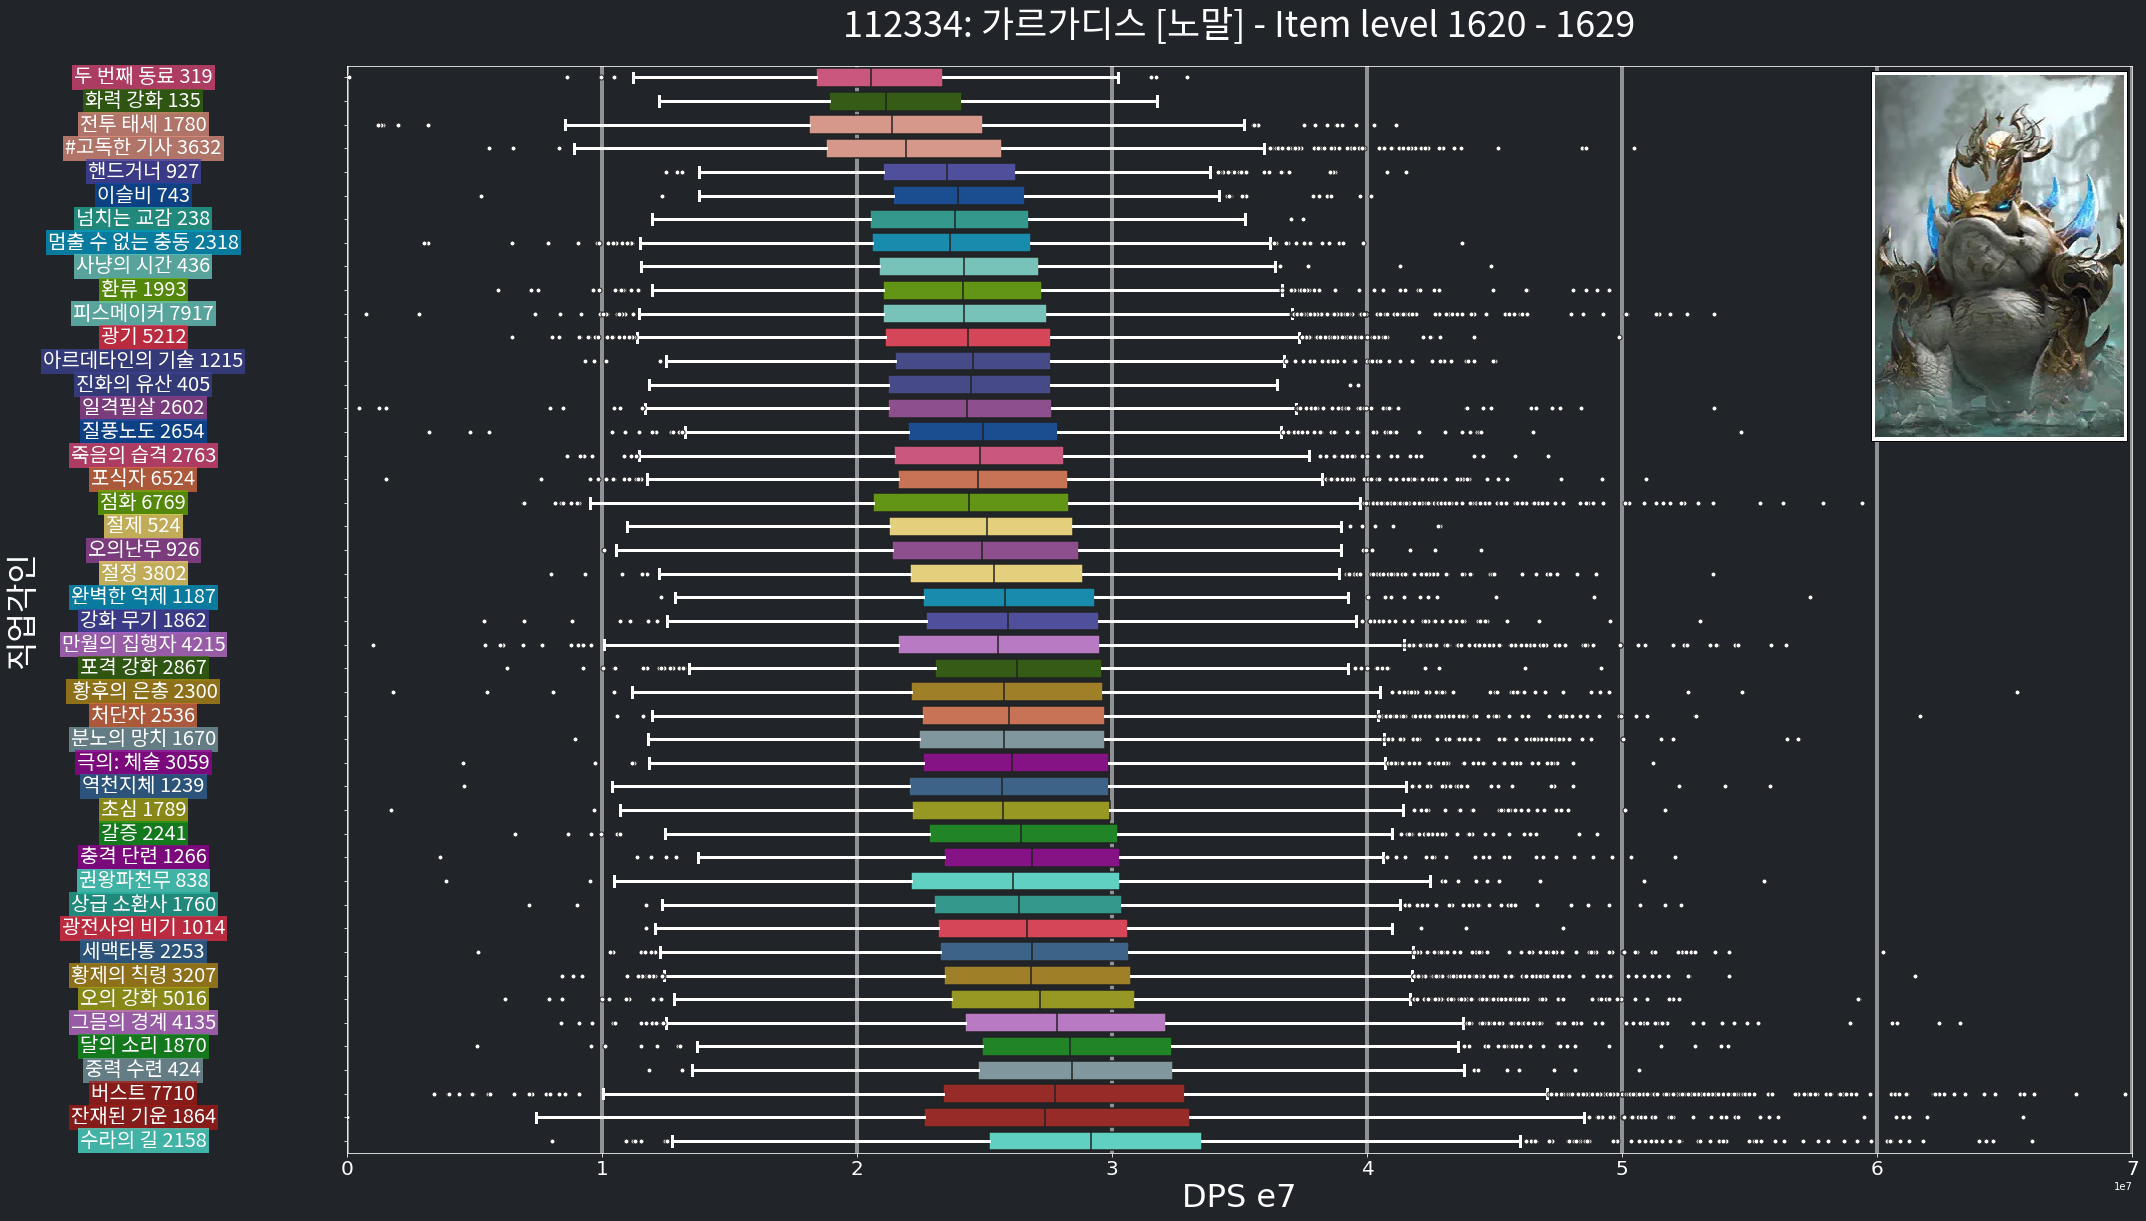 112334: 가르가디스 [노말] - Item level 1620 - 1629
두 번째 동료 319
화력 강화 135
전투 태세 1780
#고독한 기사 3632
핸드거너 927
이슬비 743
넘치는 교감 238
멈출 수 없는 충동 2318
사냥의 시간 436
환류 1993
피스메이커 7917
광기 5212
아르데타인의 기술 1215
진화의 유산 405
일격필살 2602
질풍노도 2654
죽음의 습격 2763
포식자 6524
점화 6769
절제 524
오의난무 926
절정 3802
완벽한 억제 1187
강화 무기 1862
만월의 집행자 4215
포격 강화 2867
황후의 은총 2300
처단자 2536
분노의 망치 1670
극의: 체술 3059
역천지체 1239
초심 1789
갈증 2241
충격 단련 1266
권왕파천무 838
상급 소환사 1760
광전사의 비기 1014
세맥타통 2253
황제의 칙령 3207
오의 강화 5016
그믐의 경계 4135
달의 소리 1870
중력 수련 424
버스트 7710
잔재된 기운 1864
수라의 길 2158
직업각인
0 1 2 3 4 5 6 7
DPS e7
1e7